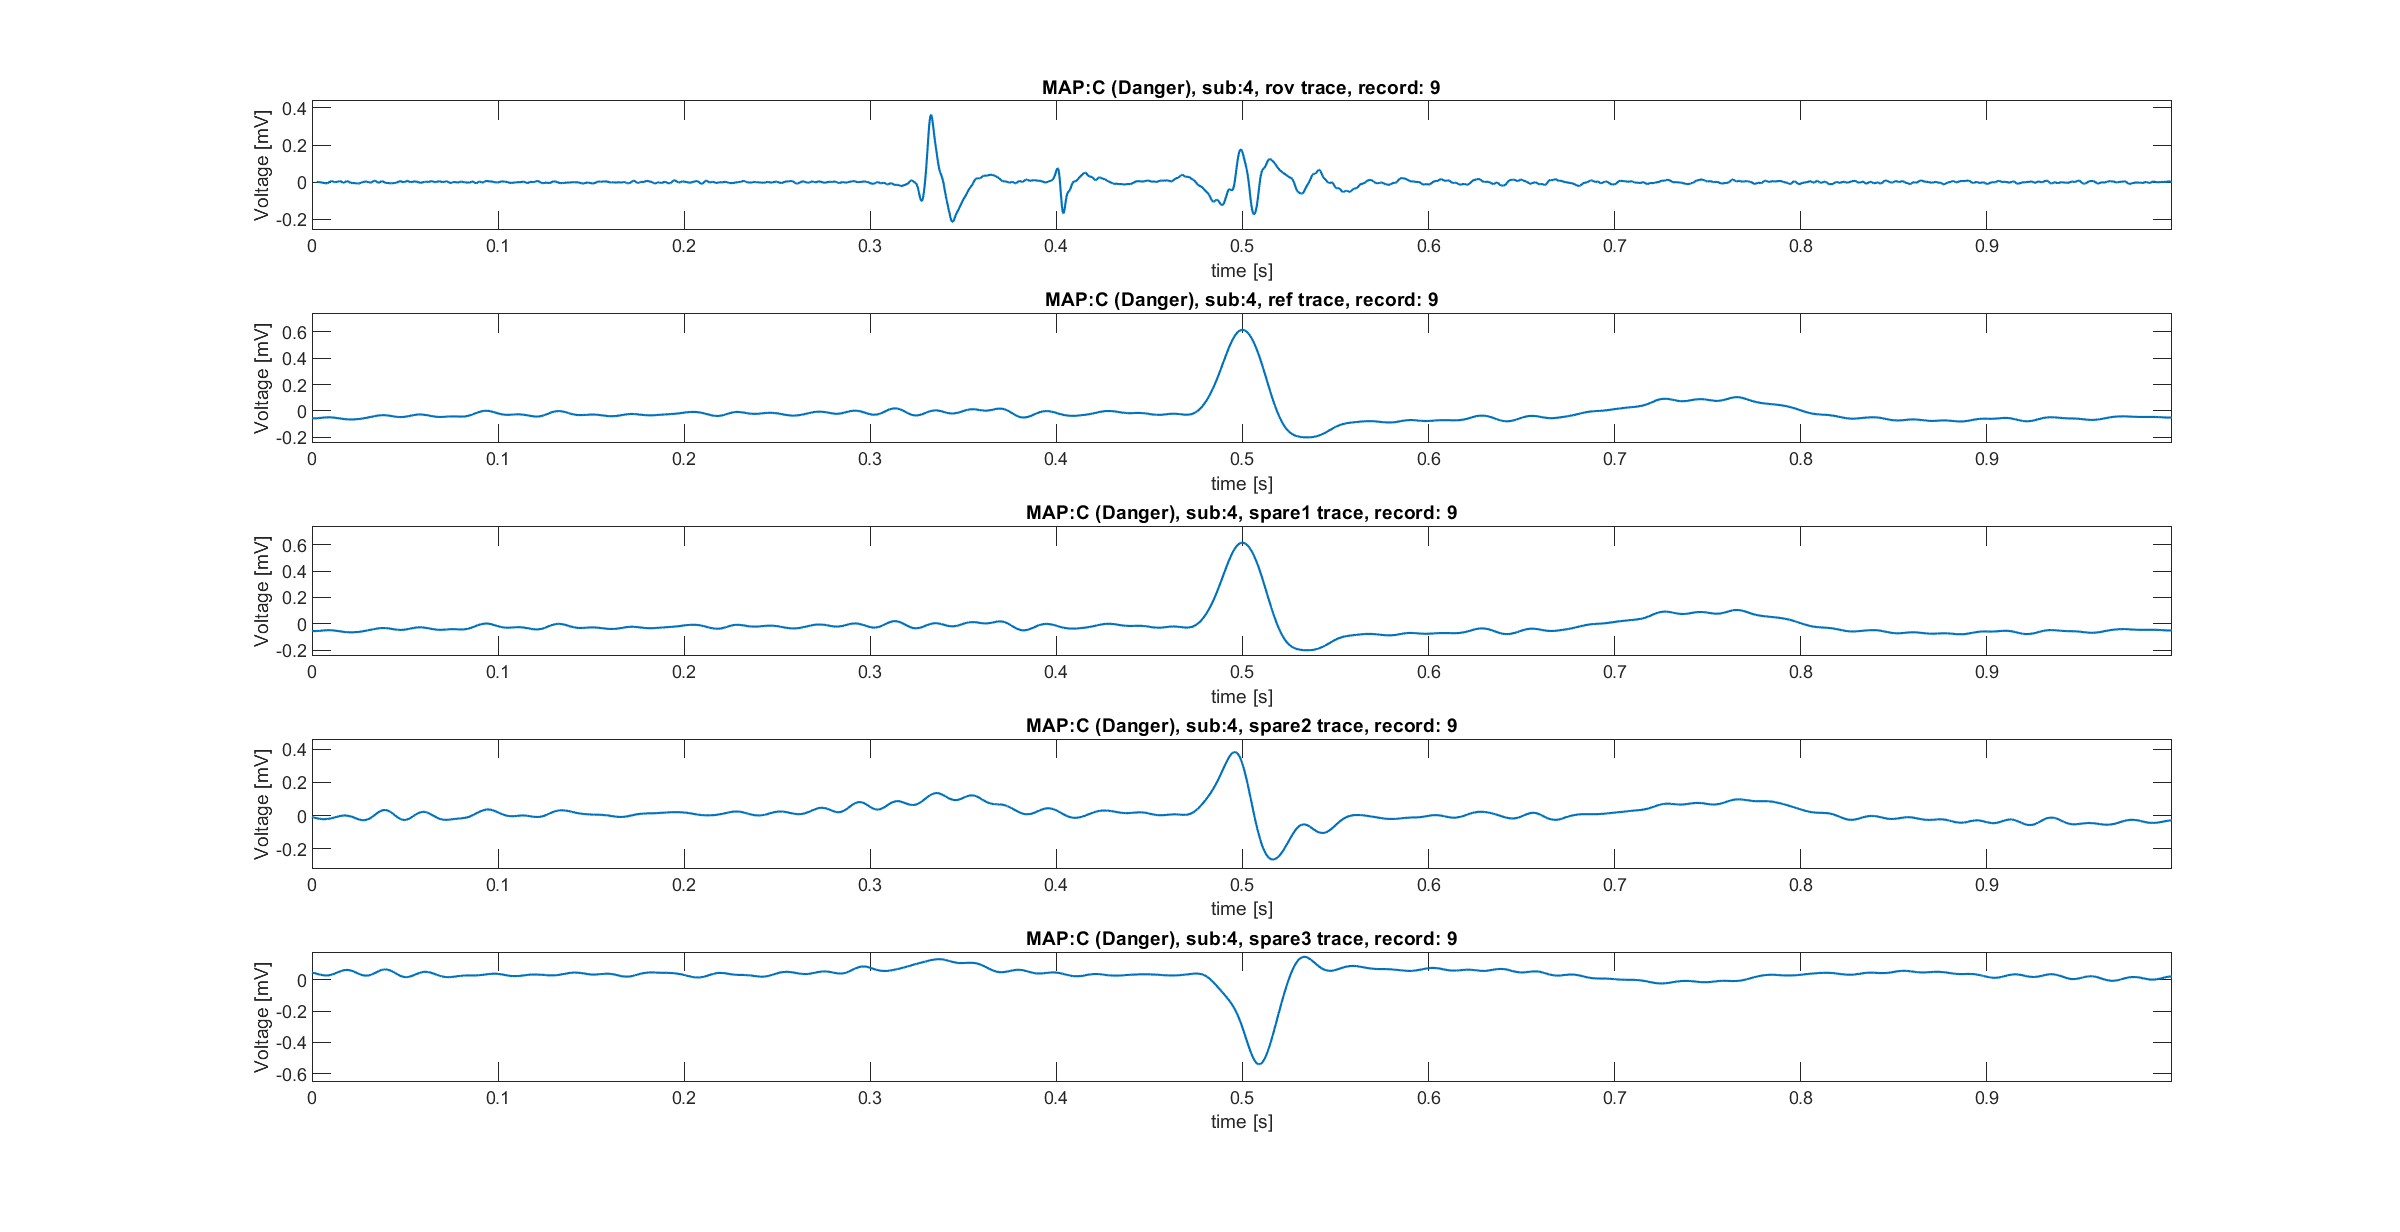 MAP:C (Danger), sub:4, rov trace, record: 9
Voltage [mV]
0.4
0.2
0
-0.2
0 0.1 0.2 0.3 0.4 0.5 0.6 0.7 0.8 0.9
time [s]
MAP:C (Danger), sub:4, ref trace, record: 9
Voltage [mV]
0.6
0.4
0.2
0
-0.2
0 0.1 0.2 0.3 0.4 0.5 0.6 0.7 0.8 0.9
time [s]
MAP:C (Danger), sub:4, spare1 trace, record: 9
Voltage [mV]
0.6
0.4
0.2
0
-0.2
0 0.1 0.2 0.3 0.4 0.5 0.6 0.7 0.8 0.9
time [s]
MAP:C (Danger), sub:4, spare2 trace, record: 9
Voltage [mV]
0.4
0.2
0
-0.2
0 0.1 0.2 0.3 0.4 0.5 0.6 0.7 0.8 0.9
time [s]
MAP:C (Danger), sub:4, spare3 trace, record: 9
Voltage [mV]
0
-0.2
-0.4
-0.6
0 0.1 0.2 0.3 0.4 0.5 0.6 0.7 0.8 0.9
time [s]